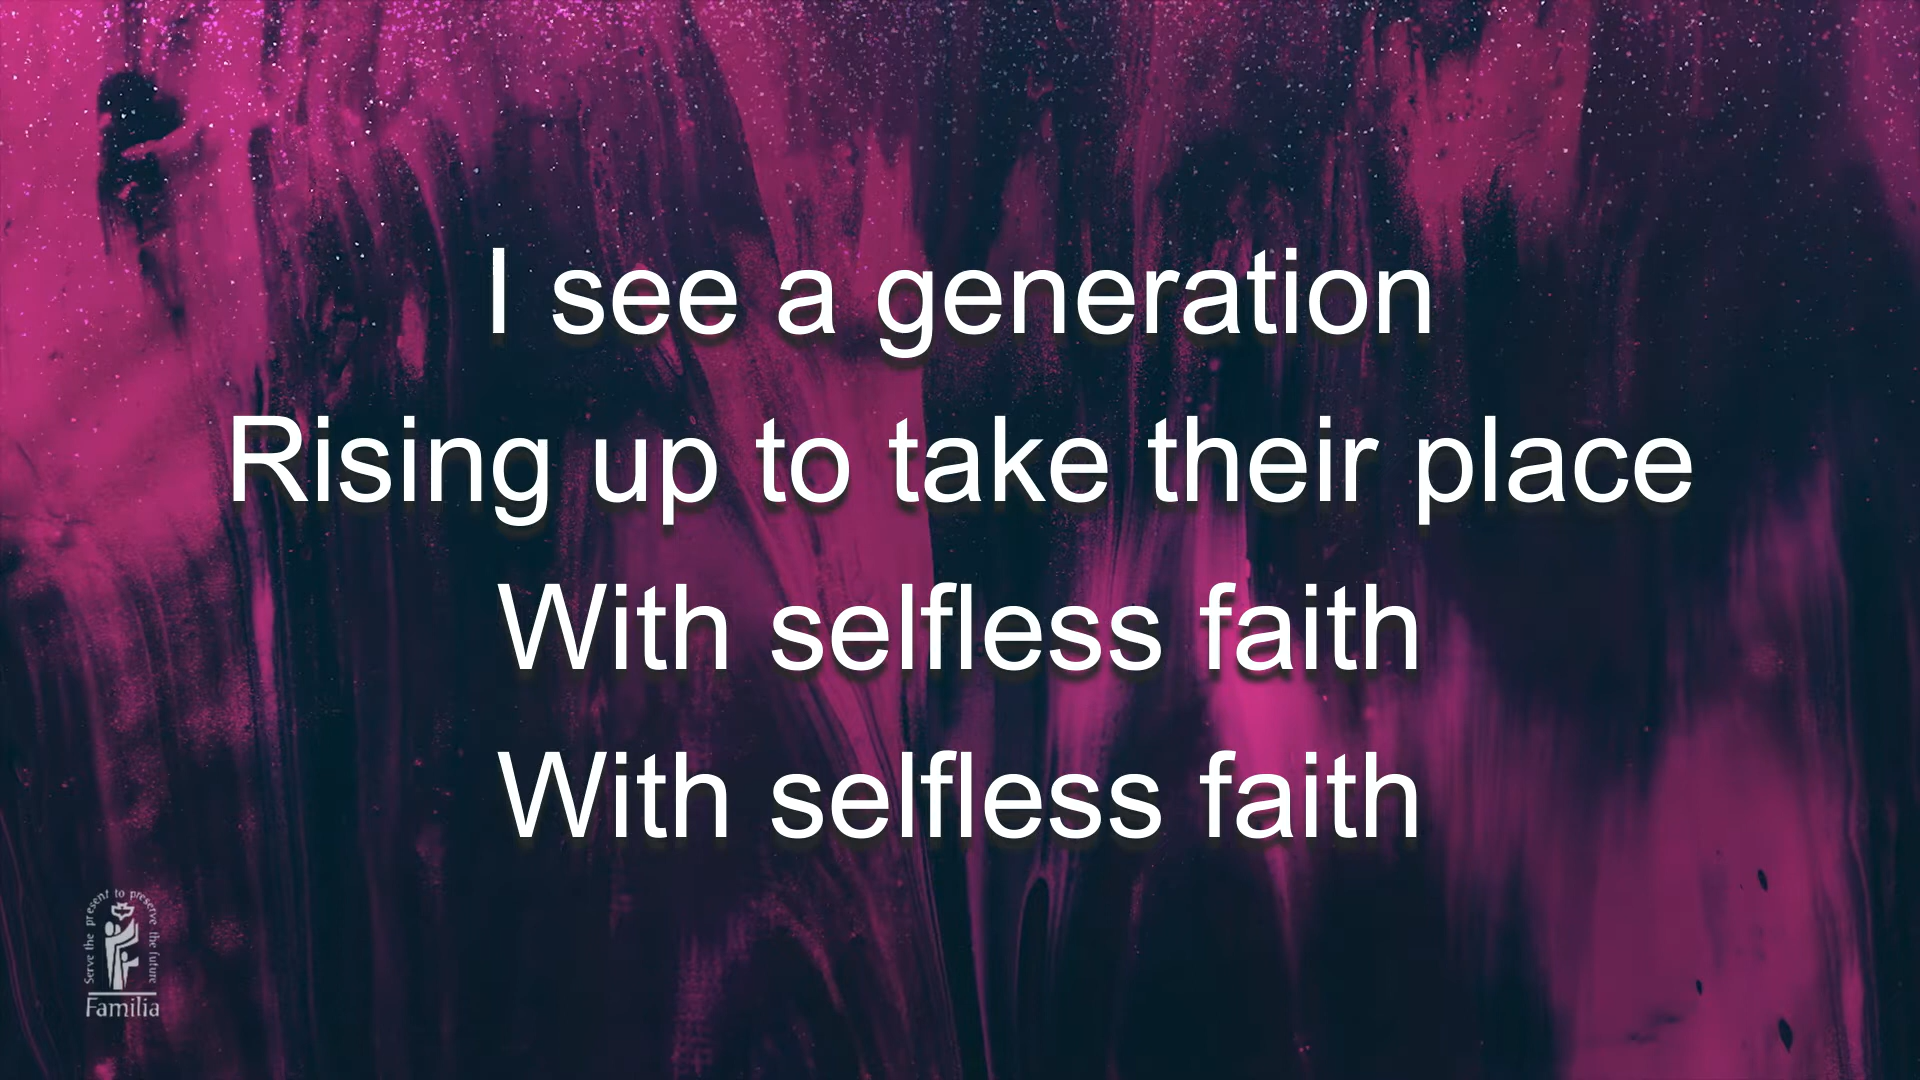 I see a generation
Rising up to take their place
With selfless faith
With selfless faith
Serve the present to preserve the future
Familia